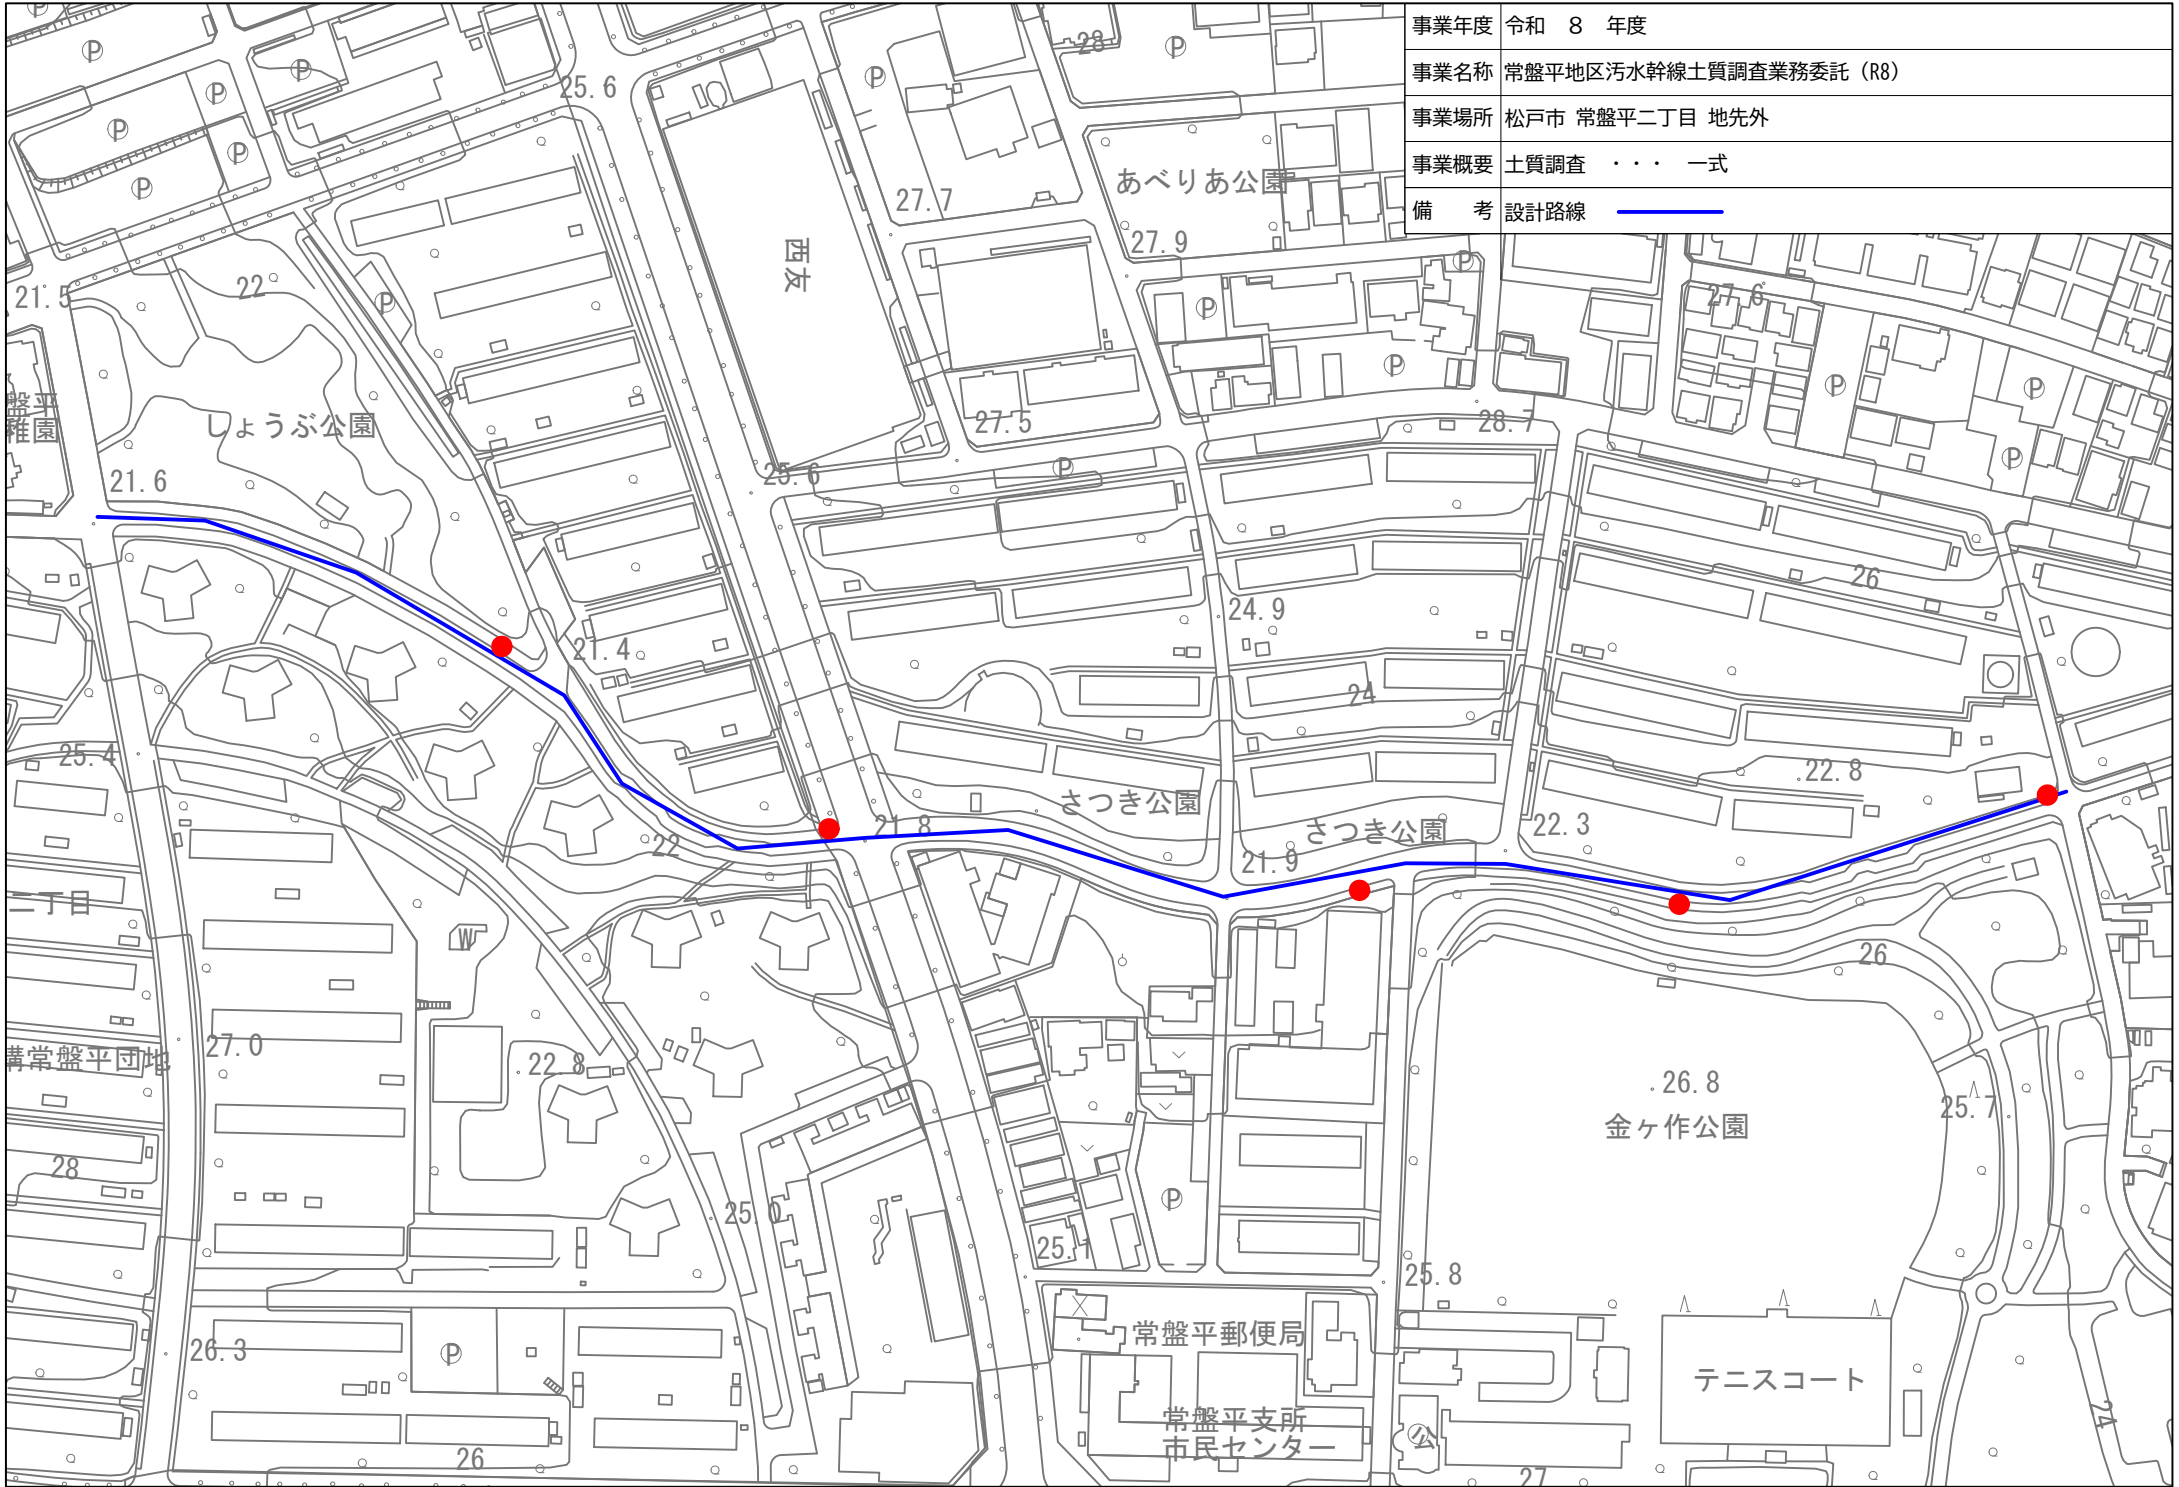 事業年度 令和 8 年度
事業名称 常盤平地区汚水幹線土質調査業務委託（R8）
事業場所 松戸市 常盤平二丁目 地先外
事業概要 土質調査 ・・・ 一式
備 考 設計路線
P
P
28
P
P
P
P
25.6
P
P
P
P
あべりあ公園
27.7
27.9
西友
P
22
21.5
P
P
27.6
P
P
P
盤平
稚園
しょうぶ公園
27.5
28.7
P
P
25.6
21.6
26
24.9
21.4
24
25.4
22.8
さつき公園
さつき公園
21.8
22.3
22
21.9
二丁目
W
26
27.0
構常盤平団地
22.8
26.8
25.7
金ヶ作公園
28
P
25.0
25.1
25.8
常盤平郵便局
26.3
P
テニスコート
24
常盤平支所
市民センター
公
26
27